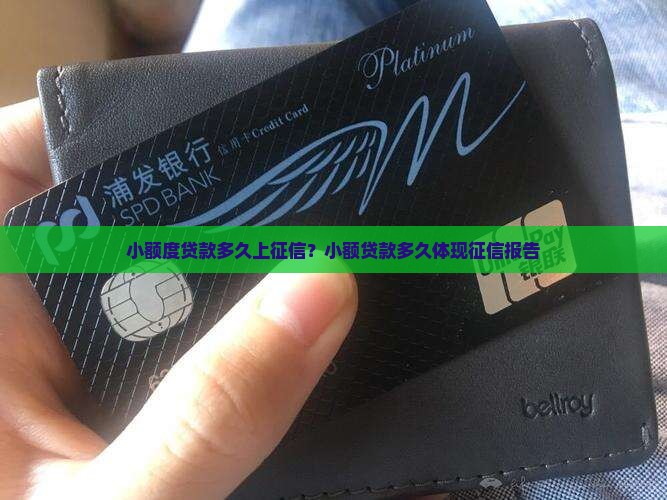 Platinum
浦发银行 信用卡Credit Card
SPD BANK
小额度贷款多久上征信？小额贷款多久体现征信报告
UnionPay
银联
bellroy